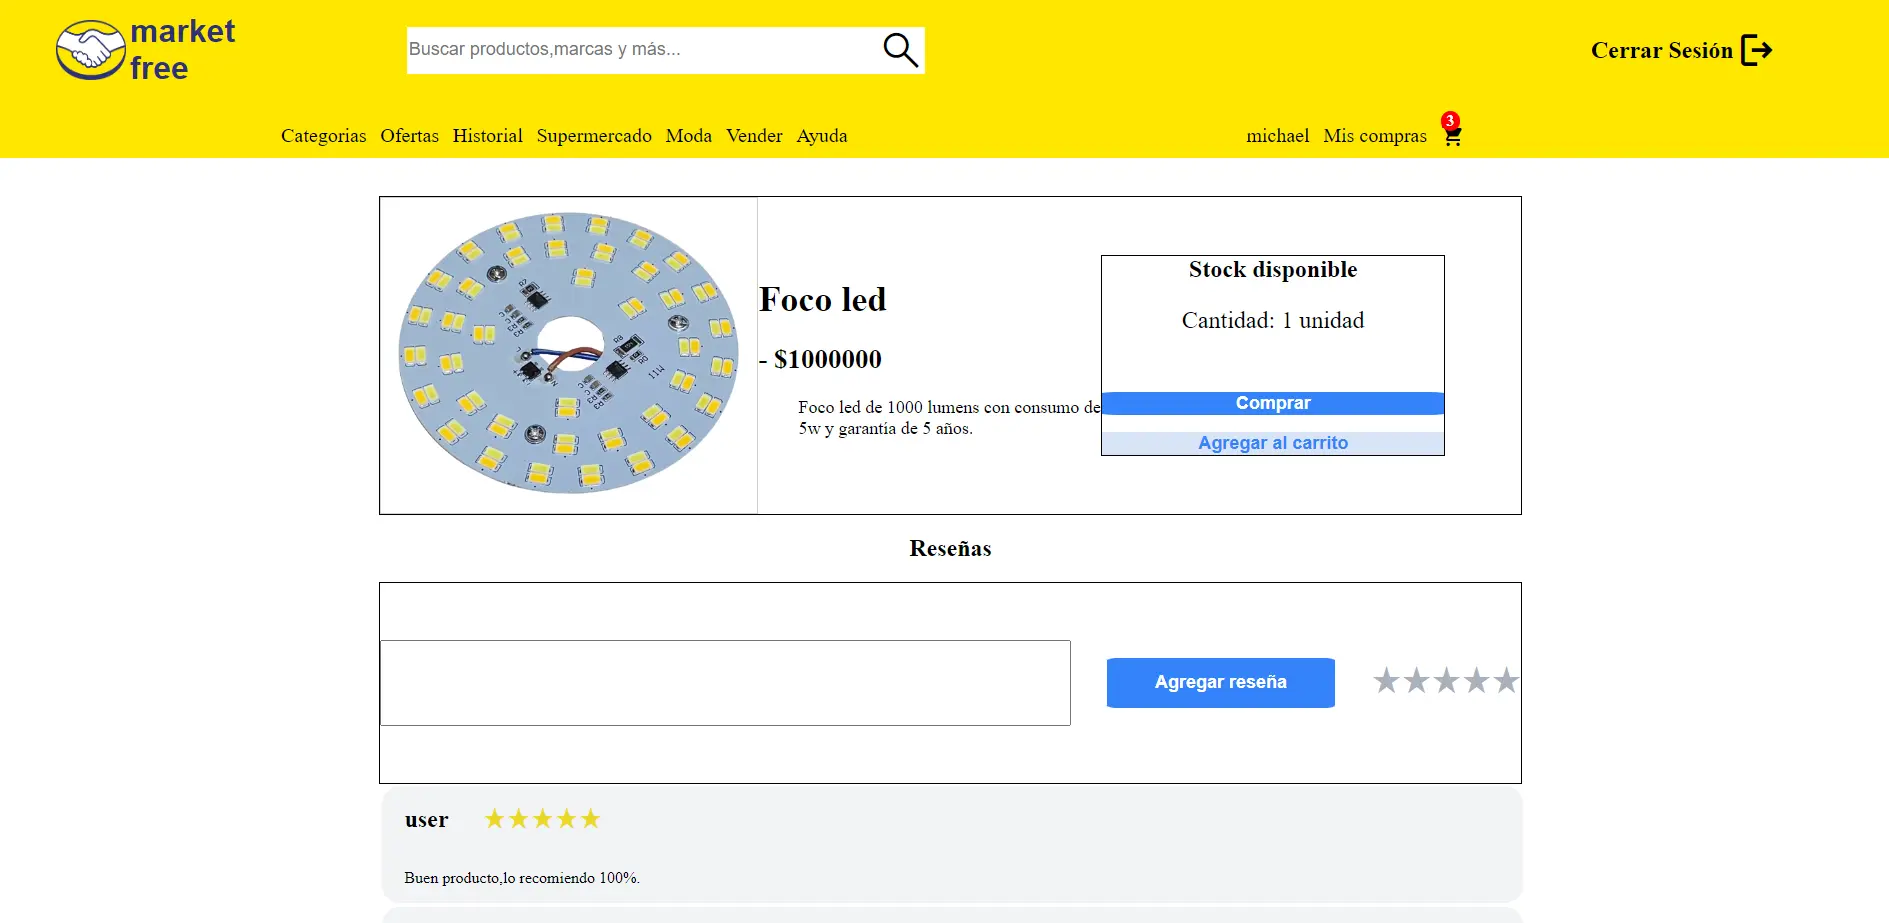 market
free
Buscar productos,marcas y más...
Cerrar Sesión
Categorias Ofertas Historial Supermercado Moda Vender Ayuda
michael Mis compras 3
Foco led
- $1000000
Foco led de 1000 lumens con consumo de
5w y garantía de 5 años.
Stock disponible
Cantidad: 1 unidad
Comprar
Agregar al carrito
Reseñas
Agregar reseña
user
Buen producto,lo recomiendo 100%.